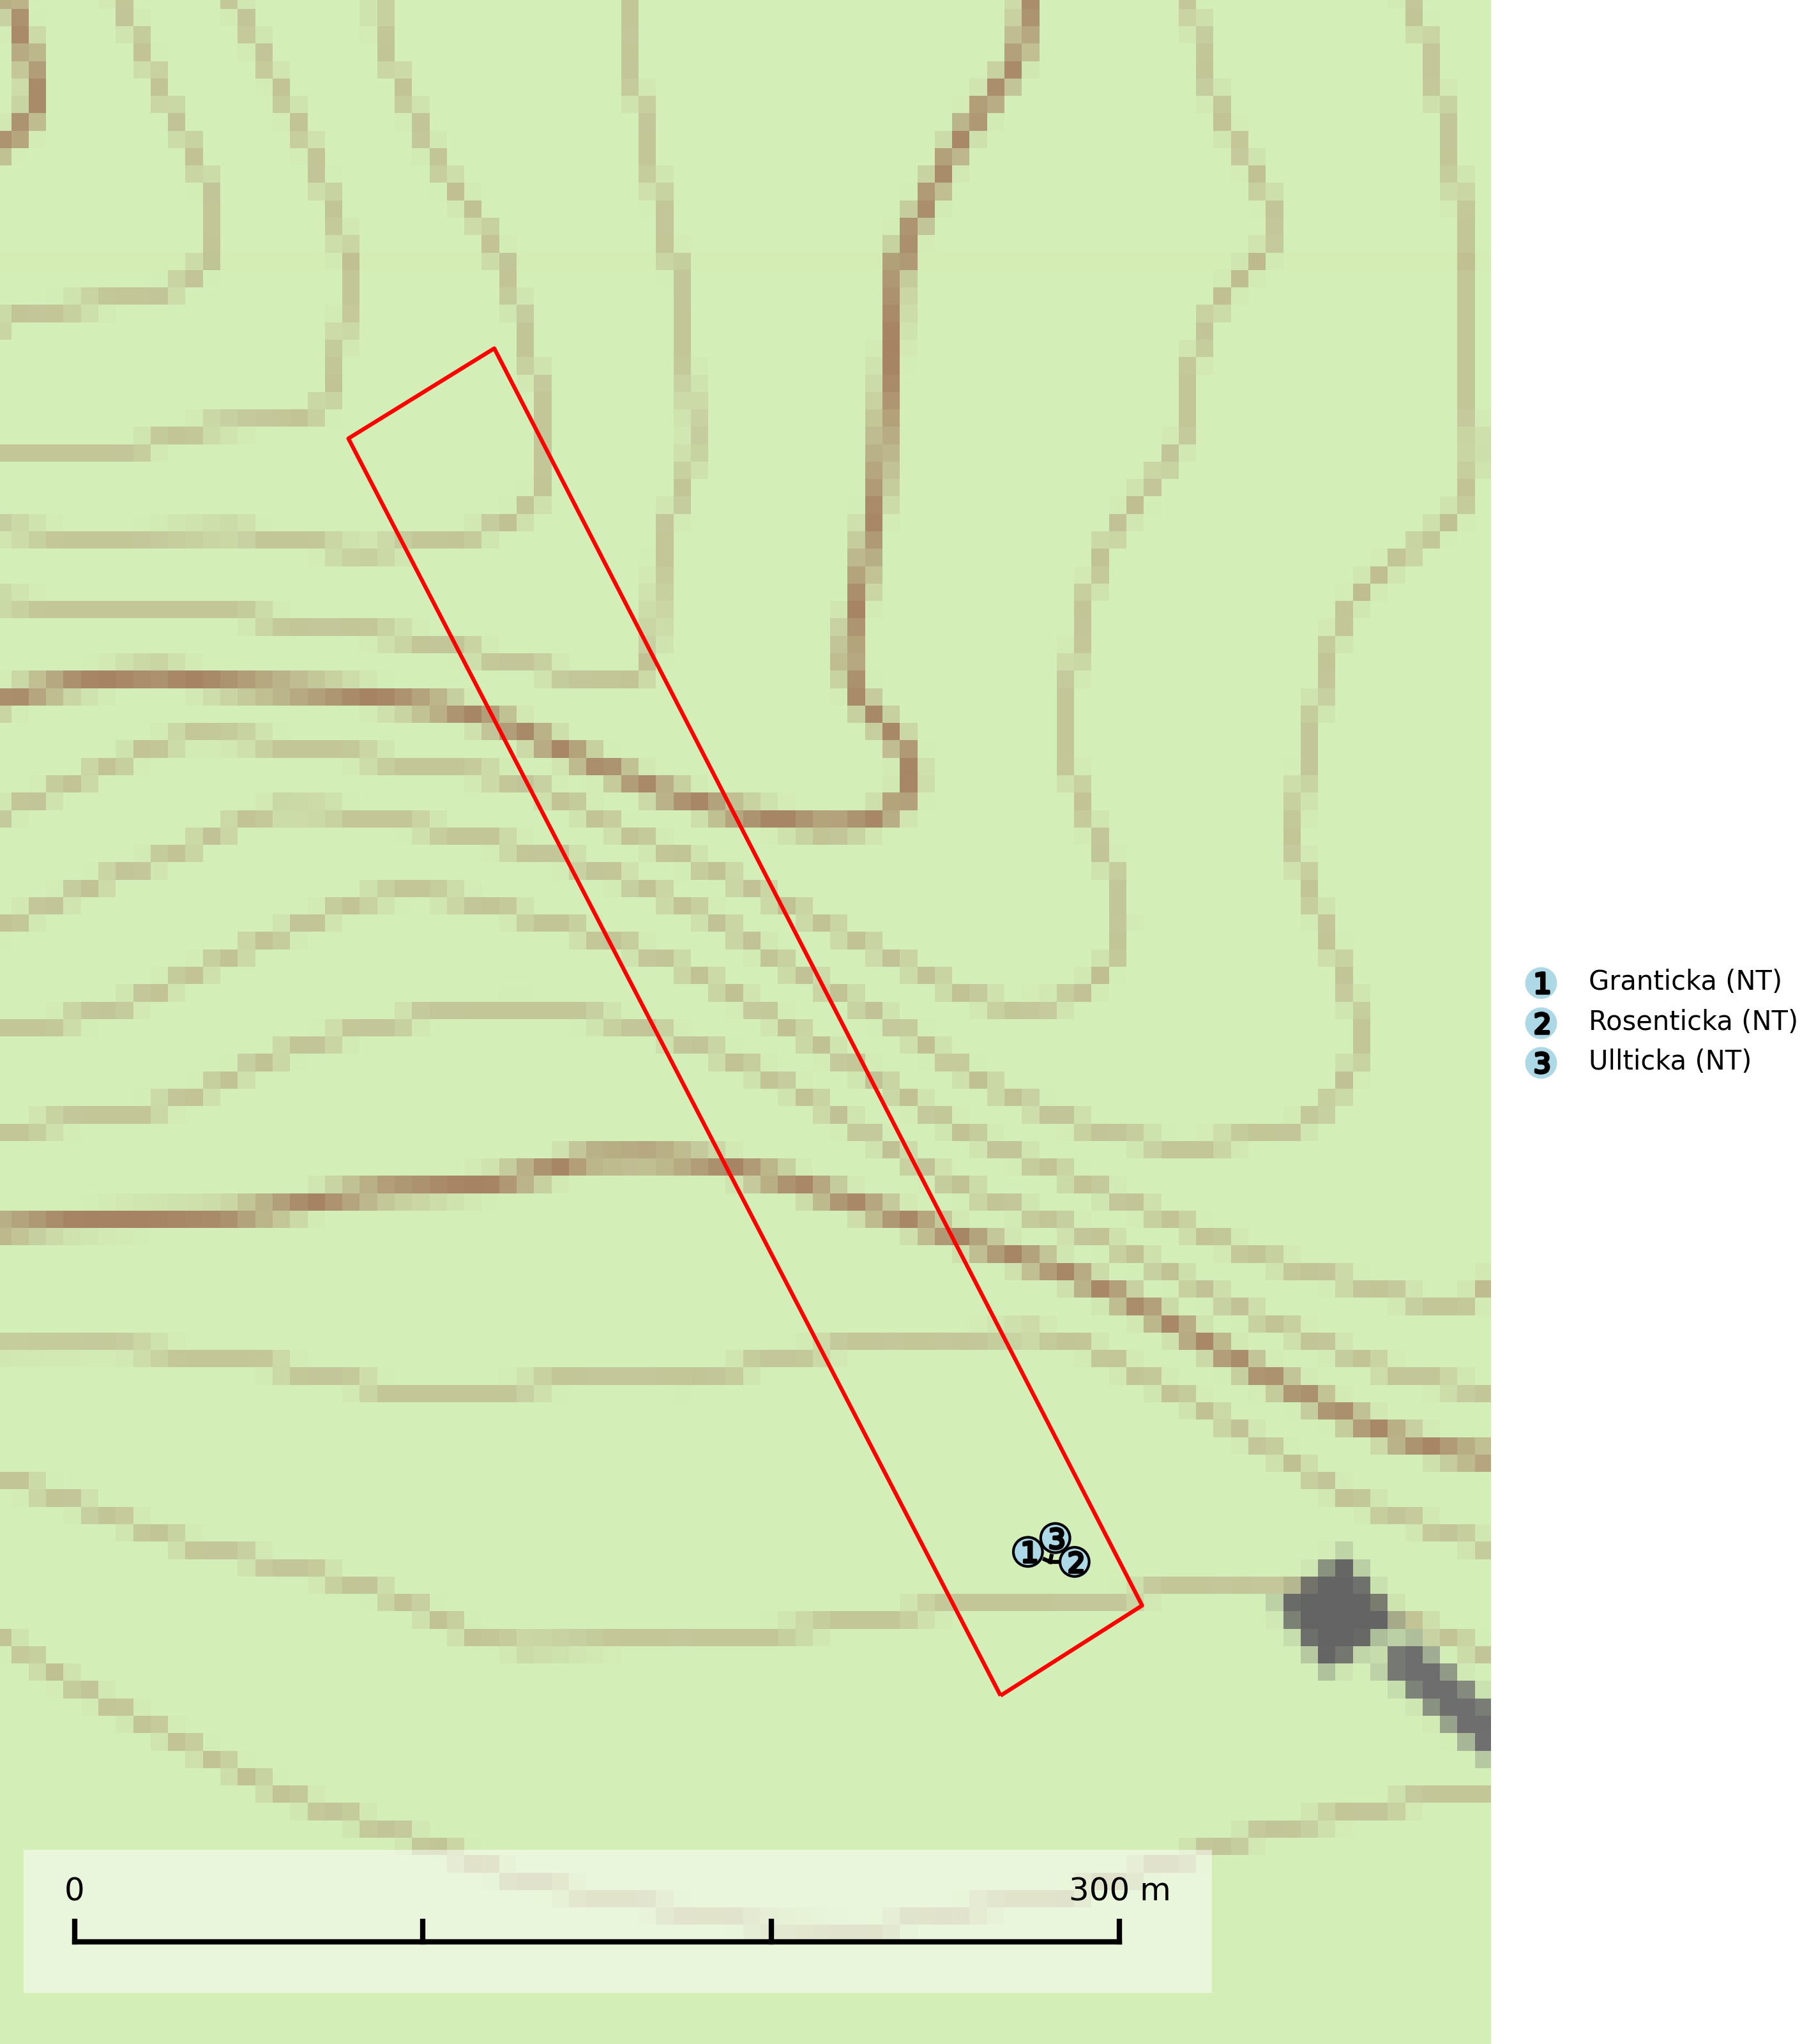 1 Granticka (NT)
2 Rosenticka (NT)
3 Ullticka (NT)
3
1
2
0 300 m